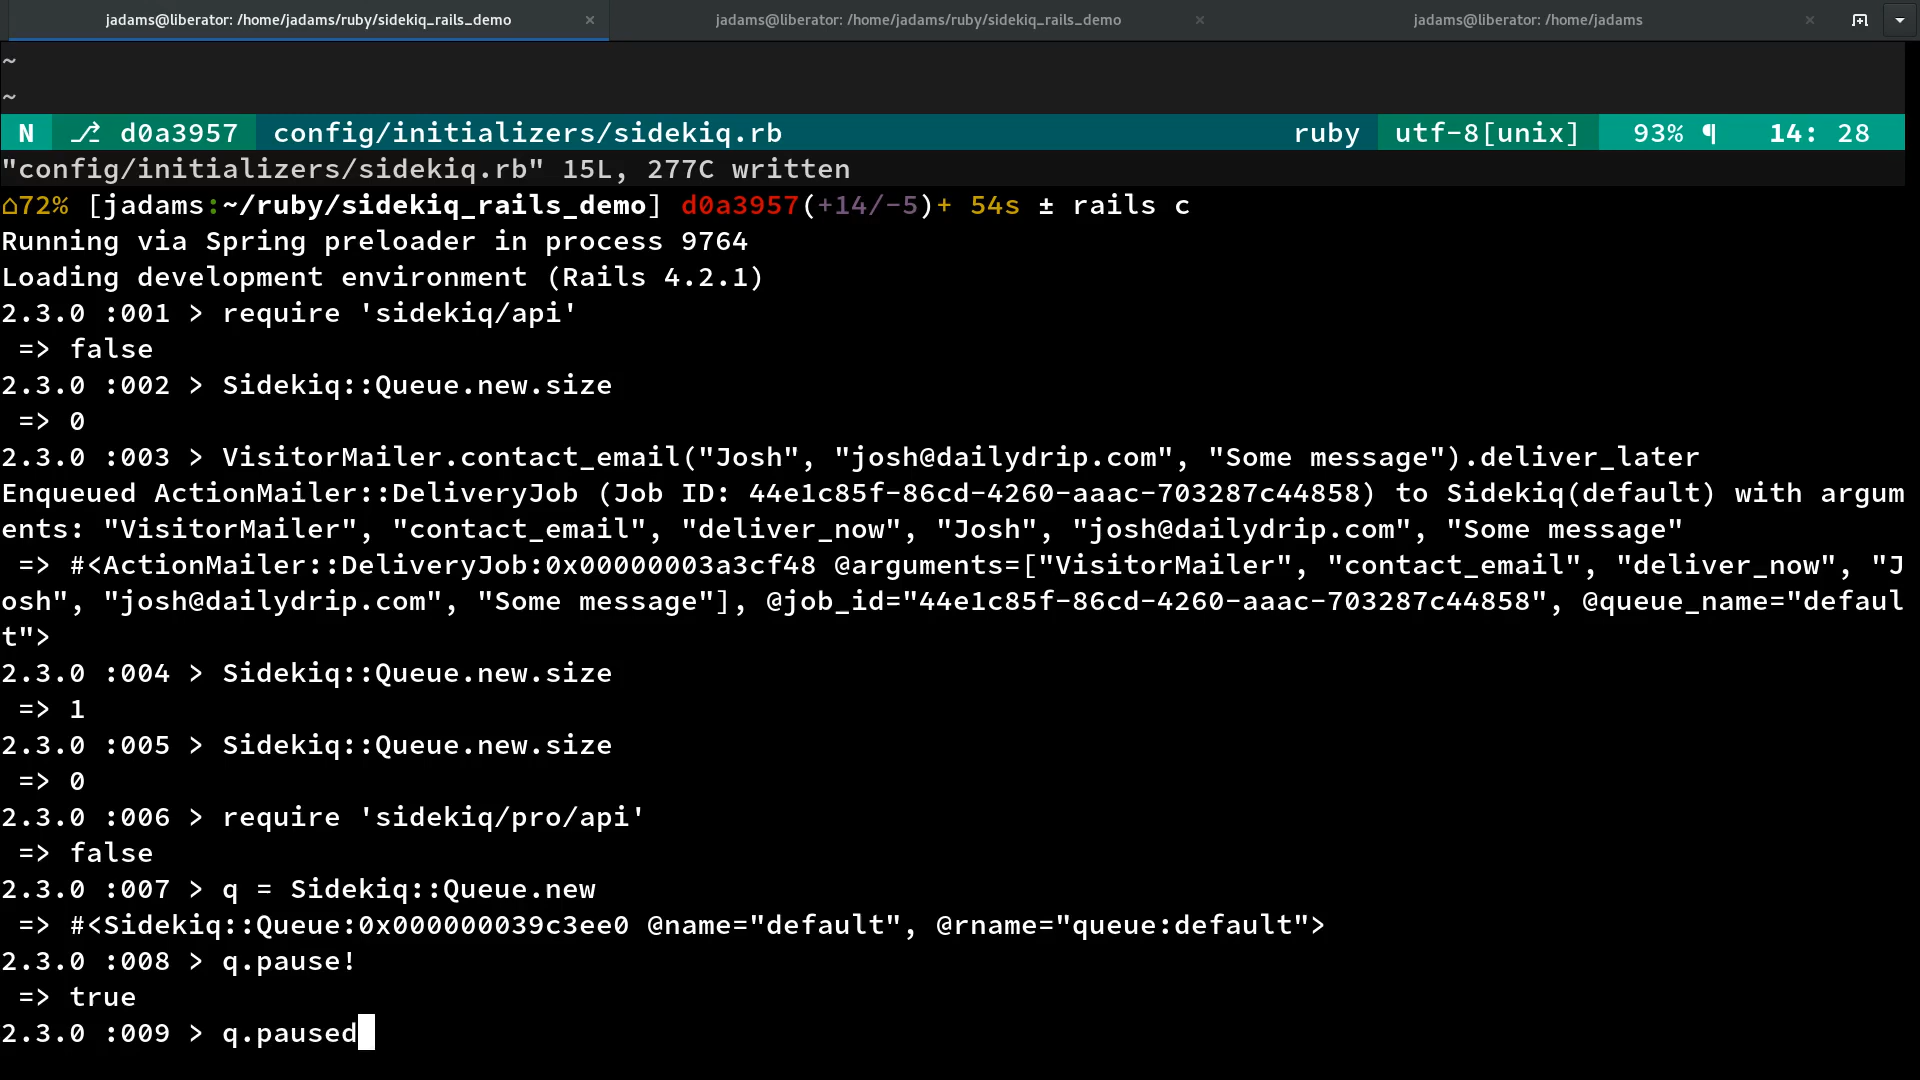 jadams@liberator: /home/jadams/ruby/sidekiq_rails_demo × jadams@liberator: /home/jadams/ruby/sidekiq_rails_demo × jadams@liberator: /home/jadams ×
~
~
N ⎇ d0a3957 config/initializers/sidekiq.rb ruby utf-8[unix] 93% ¶ 14: 28
"config/initializers/sidekiq.rb" 15L, 277C written
⌂72% [jadams:~/ruby/sidekiq_rails_demo] d0a3957(+14/-5)+ 54s ± rails c
Running via Spring preloader in process 9764
Loading development environment (Rails 4.2.1)
2.3.0 :001 > require 'sidekiq/api'
 => false
2.3.0 :002 > Sidekiq::Queue.new.size
 => 0
2.3.0 :003 > VisitorMailer.contact_email("Josh", "josh@dailydrip.com", "Some message").deliver_later
Enqueued ActionMailer::DeliveryJob (Job ID: 44e1c85f-86cd-4260-aaac-703287c44858) to Sidekiq(default) with argum
ents: "VisitorMailer", "contact_email", "deliver_now", "Josh", "josh@dailydrip.com", "Some message"
 => #<ActionMailer::DeliveryJob:0x00000003a3cf48 @arguments=["VisitorMailer", "contact_email", "deliver_now", "J
osh", "josh@dailydrip.com", "Some message"], @job_id="44e1c85f-86cd-4260-aaac-703287c44858", @queue_name="defaul
t">
2.3.0 :004 > Sidekiq::Queue.new.size
 => 1
2.3.0 :005 > Sidekiq::Queue.new.size
 => 0
2.3.0 :006 > require 'sidekiq/pro/api'
 => false
2.3.0 :007 > q = Sidekiq::Queue.new
 => #<Sidekiq::Queue:0x000000039c3ee0 @name="default", @rname="queue:default">
2.3.0 :008 > q.pause!
 => true
2.3.0 :009 > q.paused